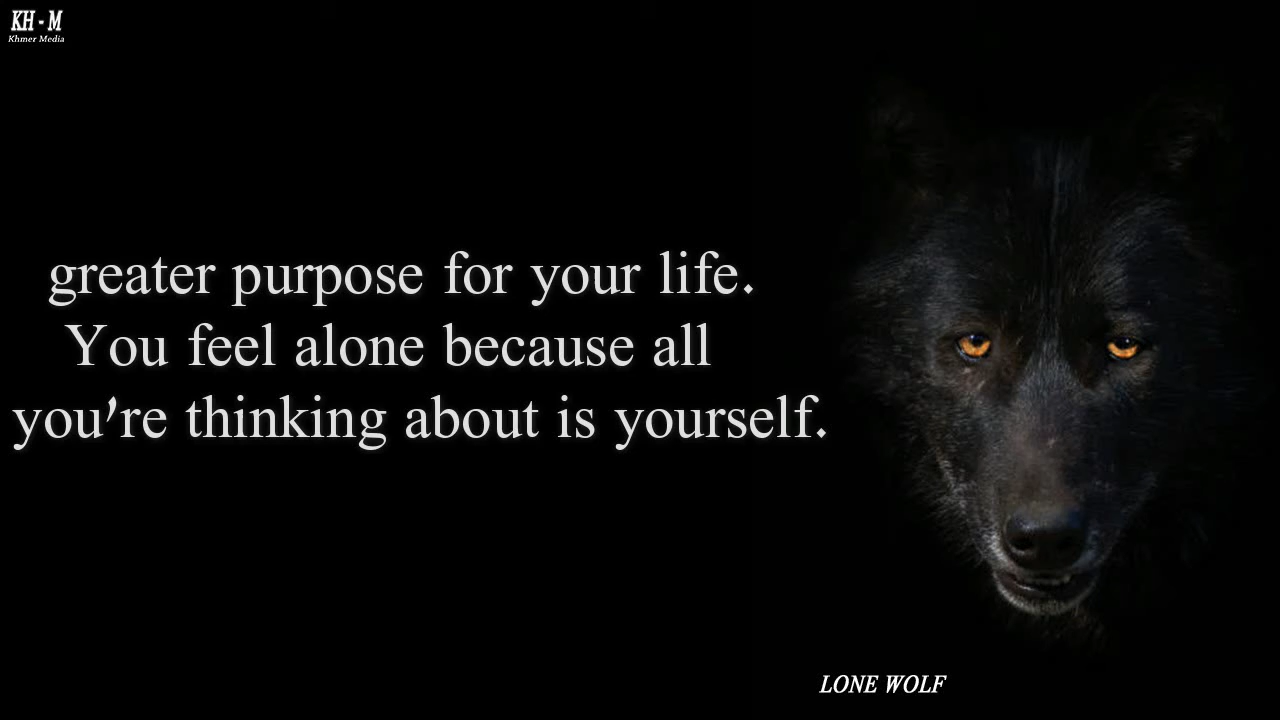 KH - M
Khmer Media
greater purpose for your life.
You feel alone because all
you're thinking about is yourself.
LONE WOLF